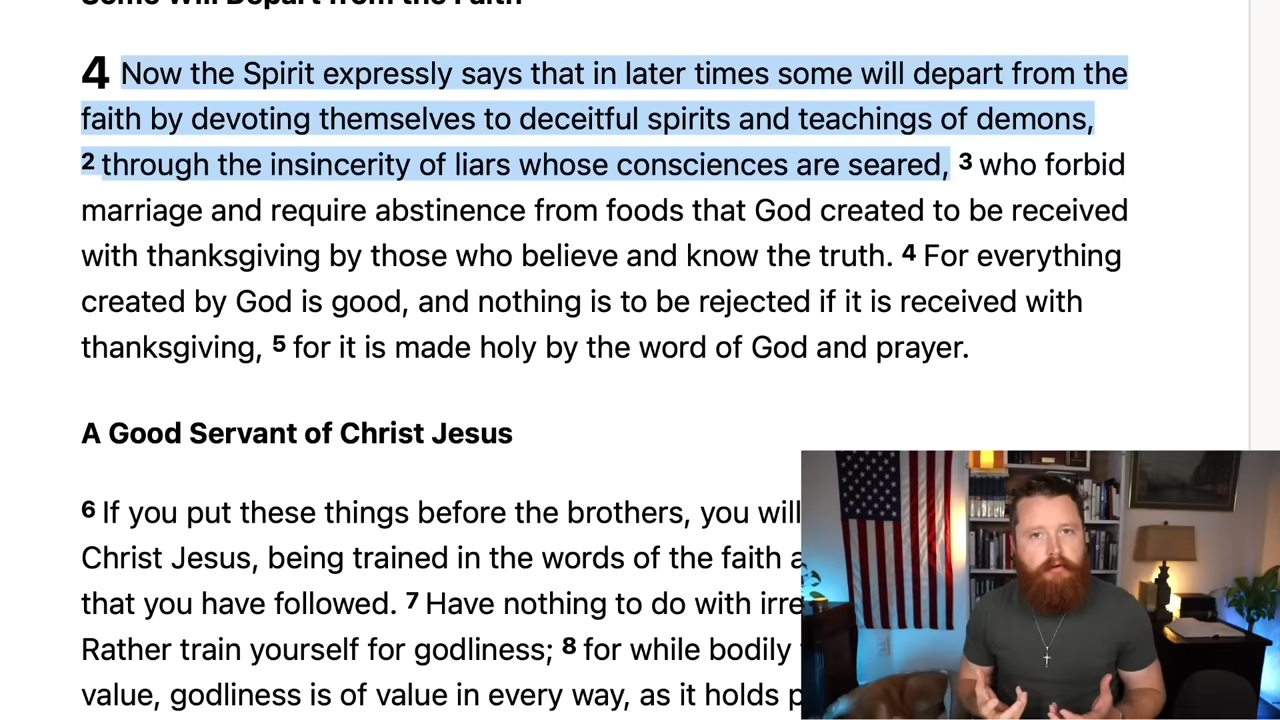 Some Will Depart from the Faith
4 Now the Spirit expressly says that in later times some will depart from the
faith by devoting themselves to deceitful spirits and teachings of demons,
2 through the insincerity of liars whose consciences are seared, 3 who forbid
marriage and require abstinence from foods that God created to be received
with thanksgiving by those who believe and know the truth. 4 For everything
created by God is good, and nothing is to be rejected if it is received with
thanksgiving, 5 for it is made holy by the word of God and prayer.
A Good Servant of Christ Jesus
6 If you put these things before the brothers, you will
Christ Jesus, being trained in the words of the faith a
that you have followed. 7 Have nothing to do with irre
Rather train yourself for godliness; 8 for while bodily
value, godliness is of value in every way, as it holds p